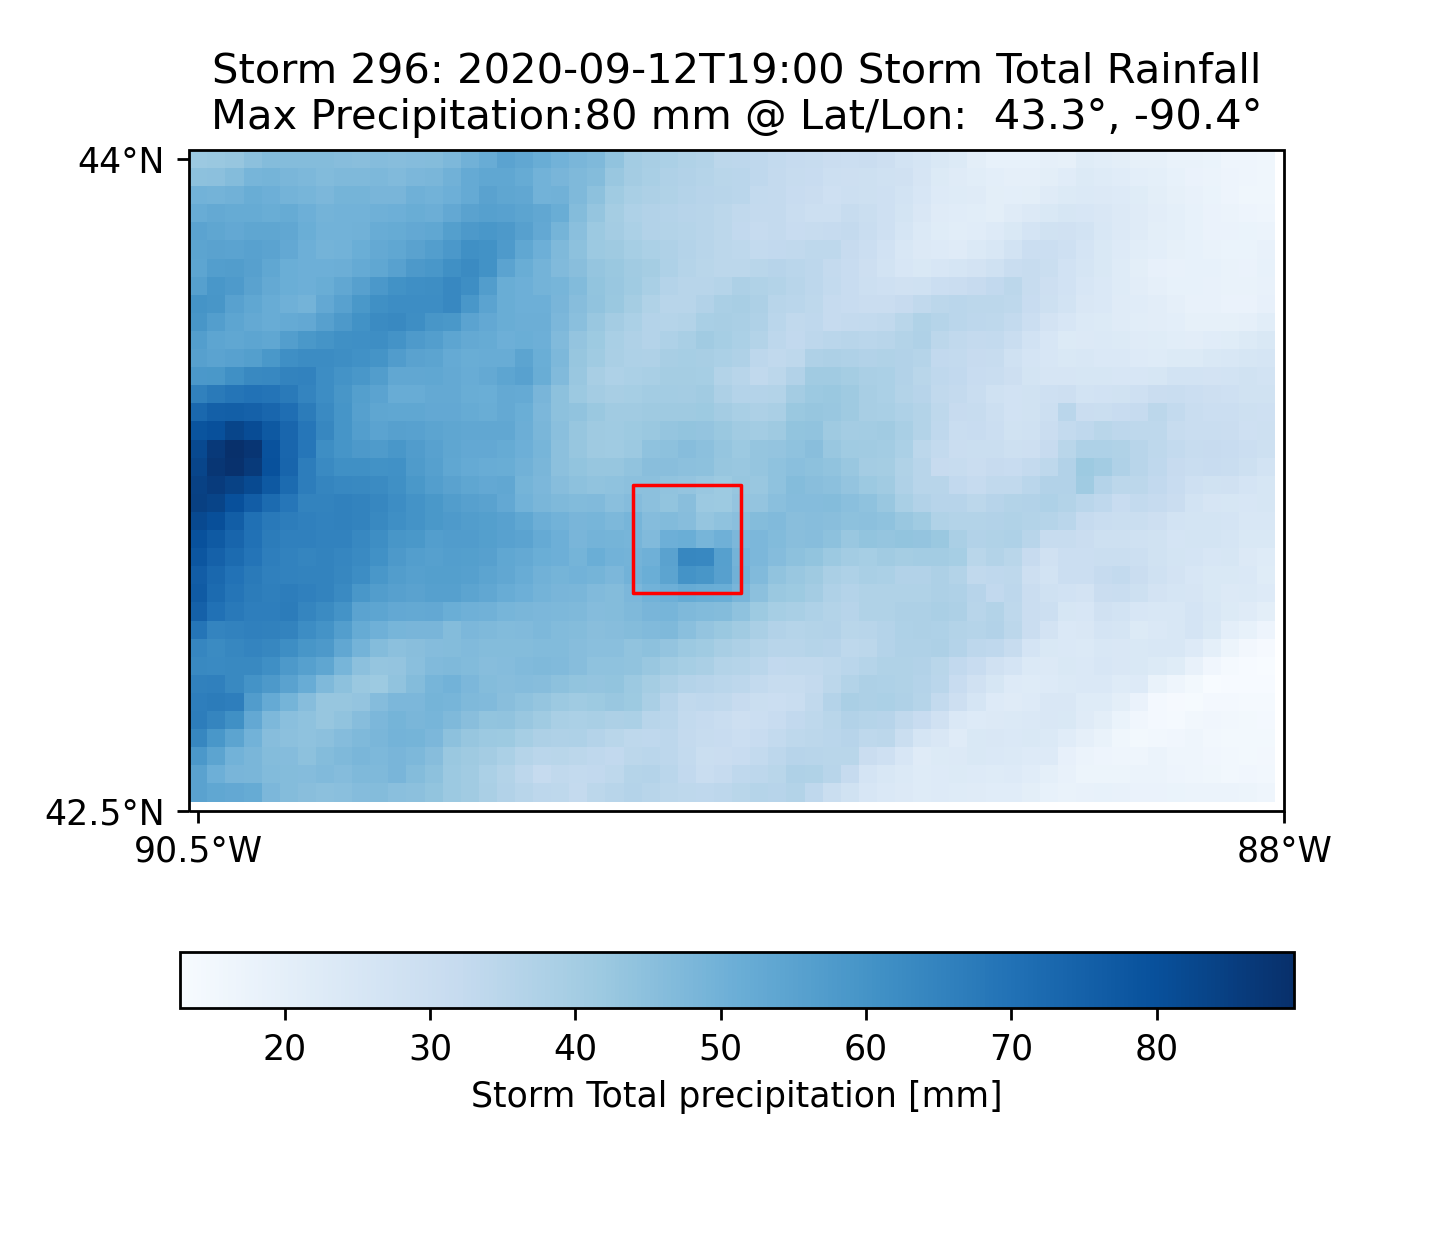 Storm 296: 2020-09-12T19:00 Storm Total Rainfall
Max Precipitation:80 mm @ Lat/Lon:  43.3°, -90.4°
44°N
42.5°N
90.5°W 88°W
20 30 40 50 60 70 80
Storm Total precipitation [mm]